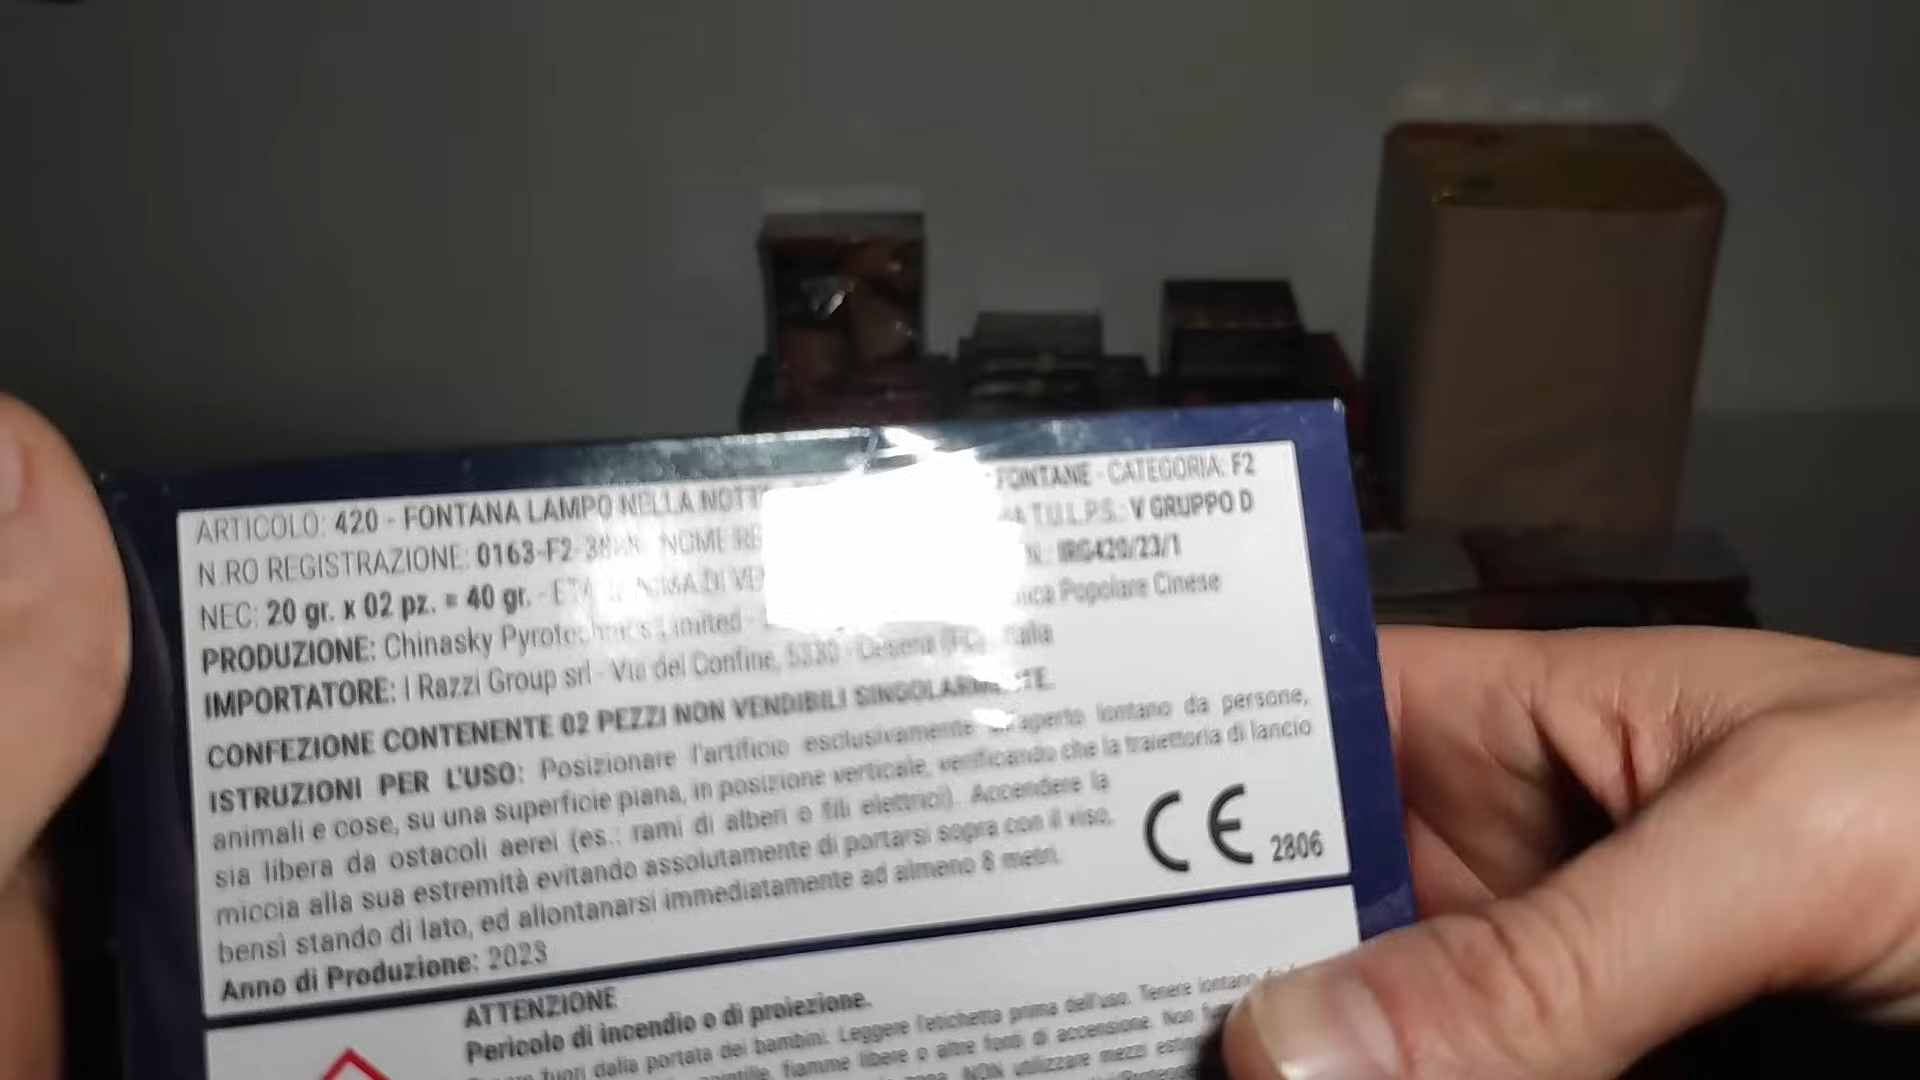 ARTICOLO: 420 - FONTANA LAMPO NELLA FONTANE - CATEGORIA: F2
N.RO REGISTRAZIONE: NOME T.U.L.P.S.: V GRUPPO D
NEC: 20 gr. x 02 pz. = 40 gr. - IRG420/23/1
PRODUZIONE: Chinasky Pyrotechnics Limited - Popolare Cinese
IMPORTATORE: I Razzi Group srl - Via del Confine, 5330 - Cesena (FC) Italia
CONFEZIONE CONTENENTE 02 PEZZI NON VENDIBILI SINGOLARMENTE.
ISTRUZIONI PER L'USO: Posizionare l'artificio esclusivamente all'aperto lontano da persone,
animali e cose, su una superficie piana, in posizione verticale, verificando che la traiettoria di lancio
sia libera da ostacoli aerei (es.: rami di alberi o fili elettrici). Accendere la
miccia alla sua estremità evitando assolutamente di portarsi sopra con il viso,
bensì stando di lato, ed allontanarsi immediatamente ad almeno 8 metri.
Anno di Produzione: 2023
CE 2806
ATTENZIONE
Pericolo di incendio o di proiezione.
fuori dalla portata dei bambini. Leggere l'etichetta prima dell'uso. Tenere lontano
scintille, fiamme libere o altre fonti di accensione. Non
NON utilizzare mezzi